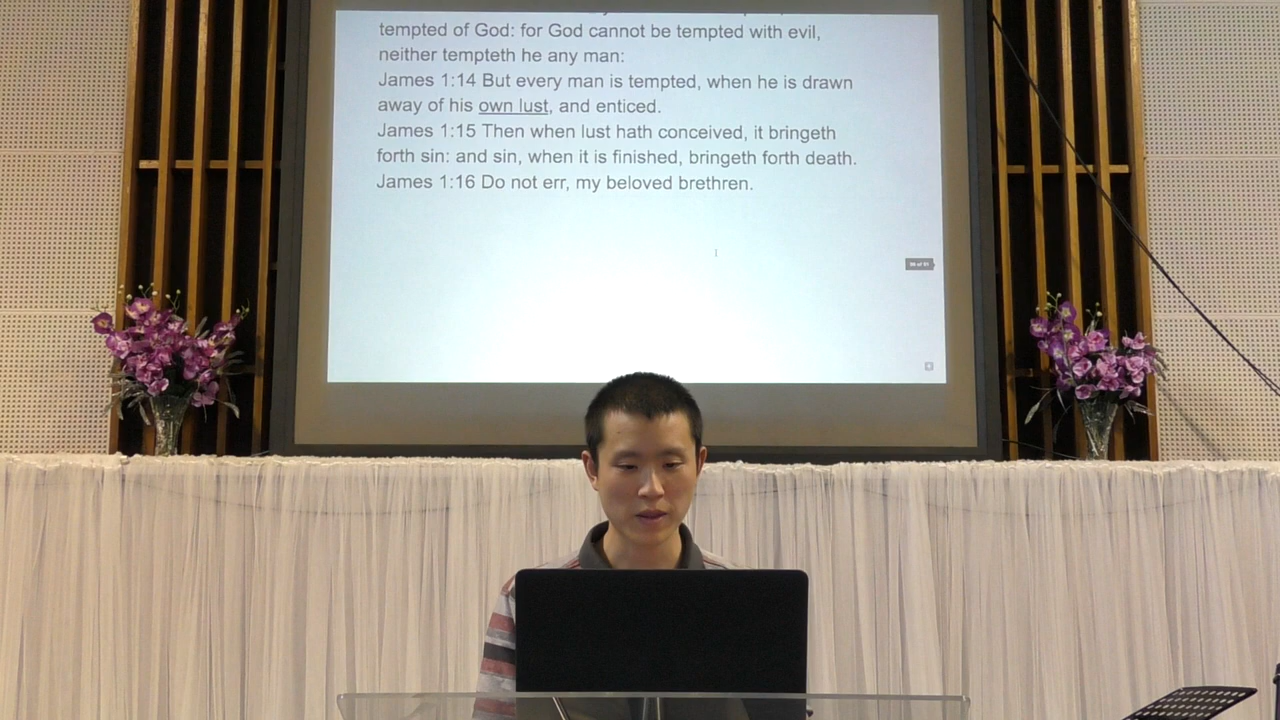 tempted of God: for God cannot be tempted with evil,
neither tempteth he any man:
James 1:14 But every man is tempted, when he is drawn
away of his own lust, and enticed.
James 1:15 Then when lust hath conceived, it bringeth
forth sin: and sin, when it is finished, bringeth forth death.
James 1:16 Do not err, my beloved brethren.